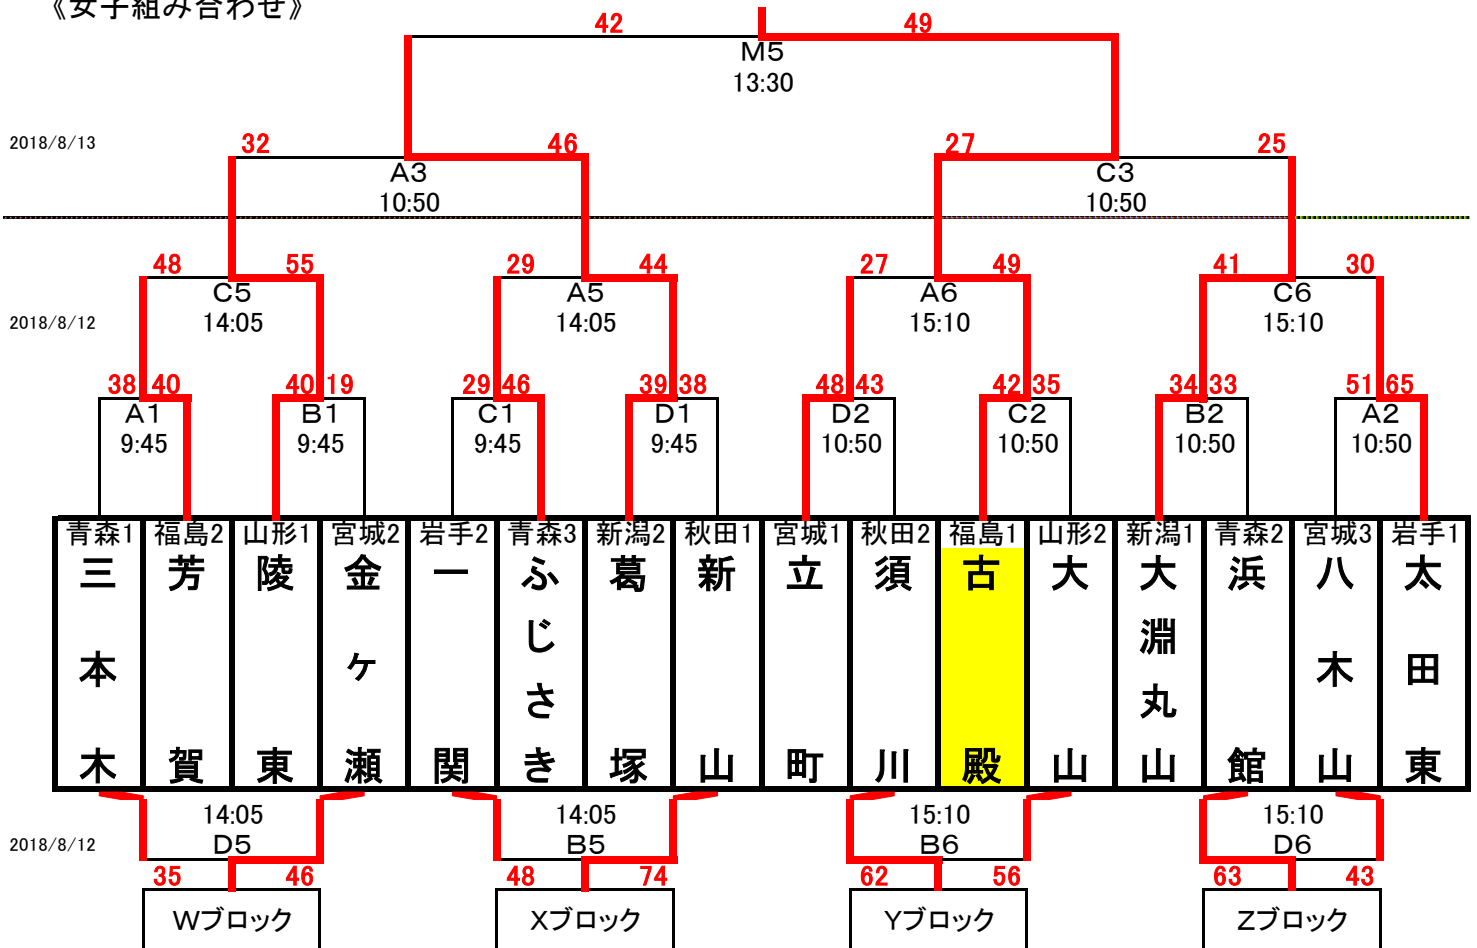 《女子組み合わせ》
42 49
M5
13:30
2018/8/13
32 46 27 25
A3 C3
10:50 10:50
48 55 29 44 27 49 41 30
C5 A5 A6 C6
2018/8/12
14:05 14:05 15:10 15:10
38 40 40 19 29 46 39 38 48 43 42 35 34 33 51 65
A1 B1 C1 D1 D2 C2 B2 A2
9:45 9:45 9:45 9:45 10:50 10:50 10:50 10:50
青森1 福島2 山形1 宮城2 岩手2 青森3 新潟2 秋田1 宮城1 秋田2 福島1 山形2 新潟1 青森2 宮城3 岩手1
三本木
芳賀
陵東
金ヶ瀬
一関
ふじさき
葛塚
新山
立町
須川
古殿
大山
大淵丸山
浜館
八木山
太田東
14:05 14:05 15:10 15:10
2018/8/12
D5 B5 B6 D6
35 46 48 74 62 56 63 43
Wブロック Xブロック Yブロック Zブロック